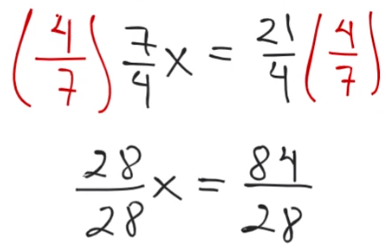 (4/7) 7/4 x = 21/4 (4/7)
28/28 x = 84/28